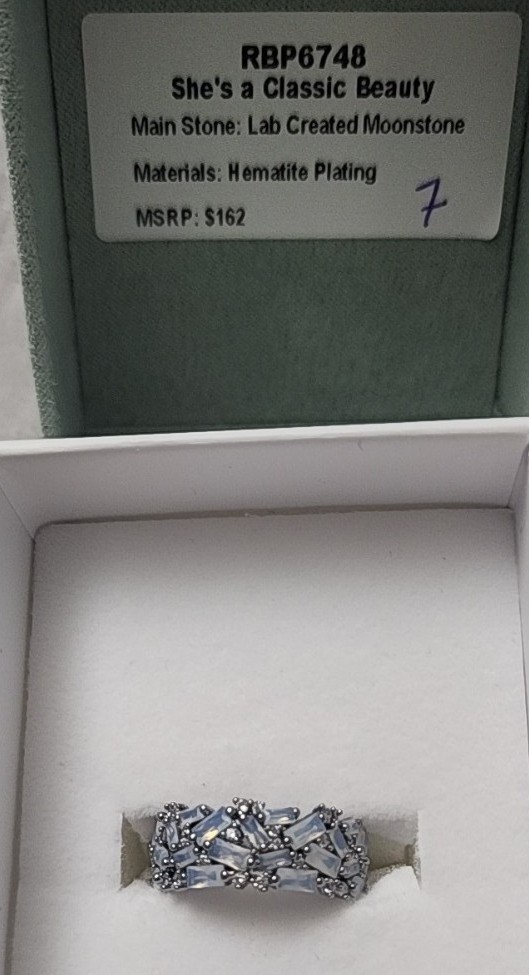 RBP6748
She's a Classic Beauty
Main Stone: Lab Created Moonstone
Materials: Hematite Plating
MSRP: $162
7